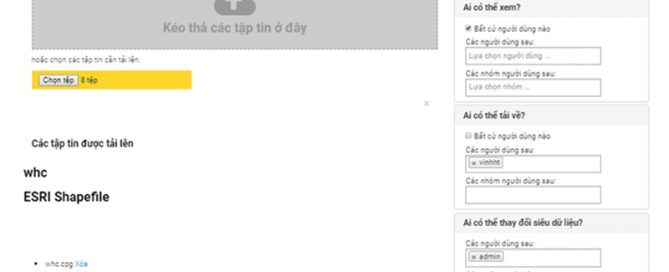 Kéo thả các tập tin ở đây
hoặc chọn các tập tin cần tải lên:
Chọn tệp 8 tệp
×
Các tập tin được tải lên
whc
ESRI Shapefile
whc.cpg Xóa
Ai có thể xem?
Bất cứ người dùng nào
Các người dùng sau:
Lựa chọn người dùng ...
Các nhóm người dùng sau:
Lựa chọn nhóm ...
Ai có thể tải về?
Bất cứ người dùng nào
Các người dùng sau:
× vinhht
Các nhóm người dùng sau:
Ai có thể thay đổi siêu dữ liệu?
Các người dùng sau:
× admin